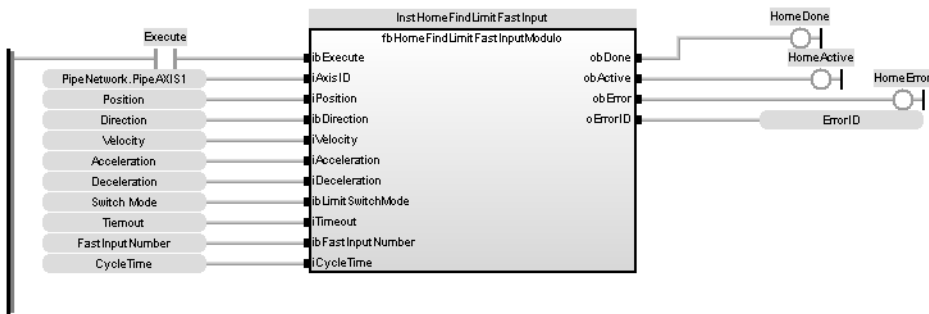 InstHomeFindLimitFastInput
HomeDone
Execute
fbHomeFindLimitFastInputModulo
HomeActive
ibExecute
obDone
PipeNetwork.PipeAXIS1
iAxisID
obActive
HomeError
Position
iPosition
obError
Direction
ibDirection
oErrorID
ErrorID
Velocity
iVelocity
Acceleration
iAcceleration
Deceleration
iDeceleration
Switch Mode
ibLimitSwitchMode
Tiemout
iTimeout
FastInputNumber
ibFastInputNumber
CycleTime
iCycleTime